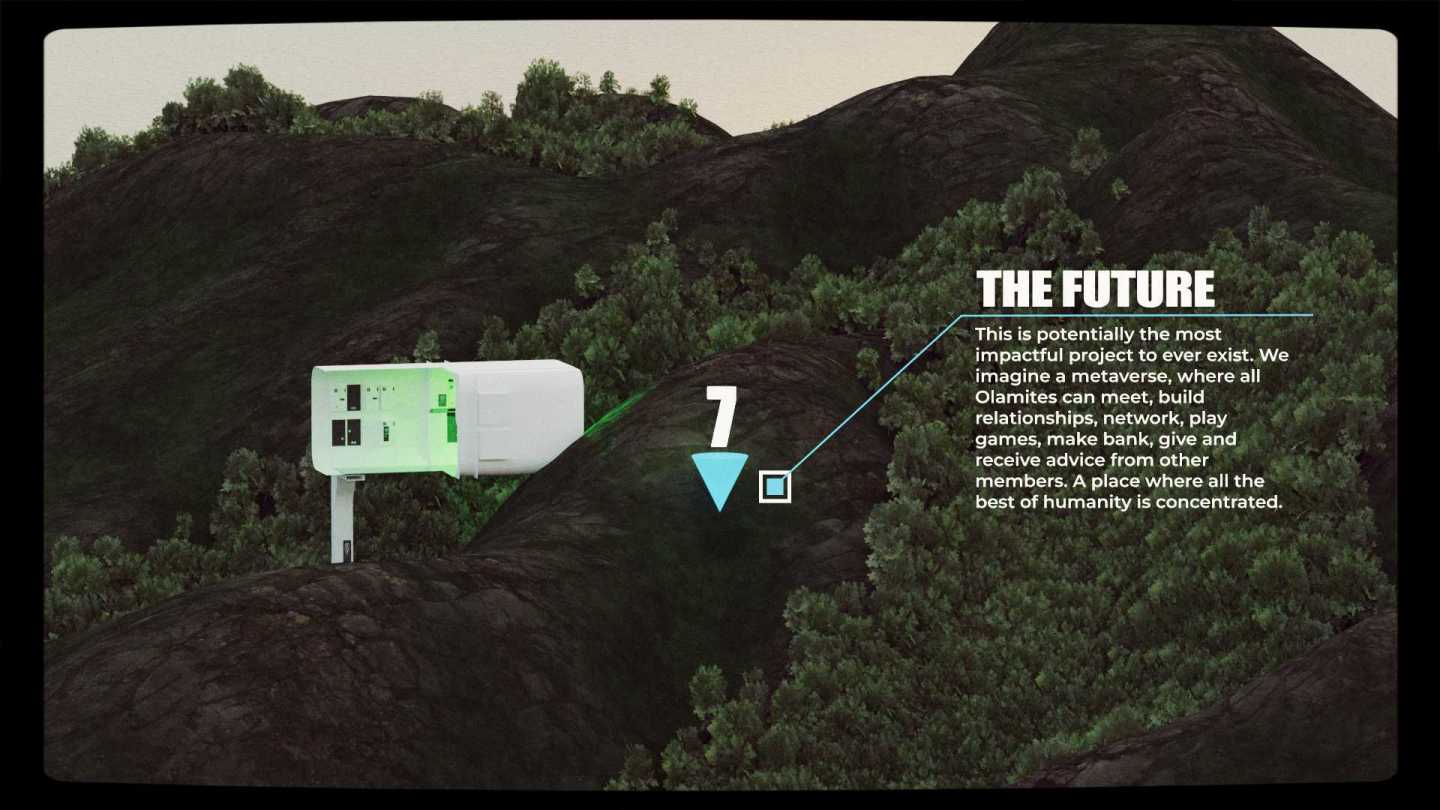 THE FUTURE
This is potentially the most
impactful project to ever exist. We
imagine a metaverse, where all
Olamites can meet, build
relationships, network, play
games, make bank, give and
receive advice from other
members. A place where all the
best of humanity is concentrated.
7